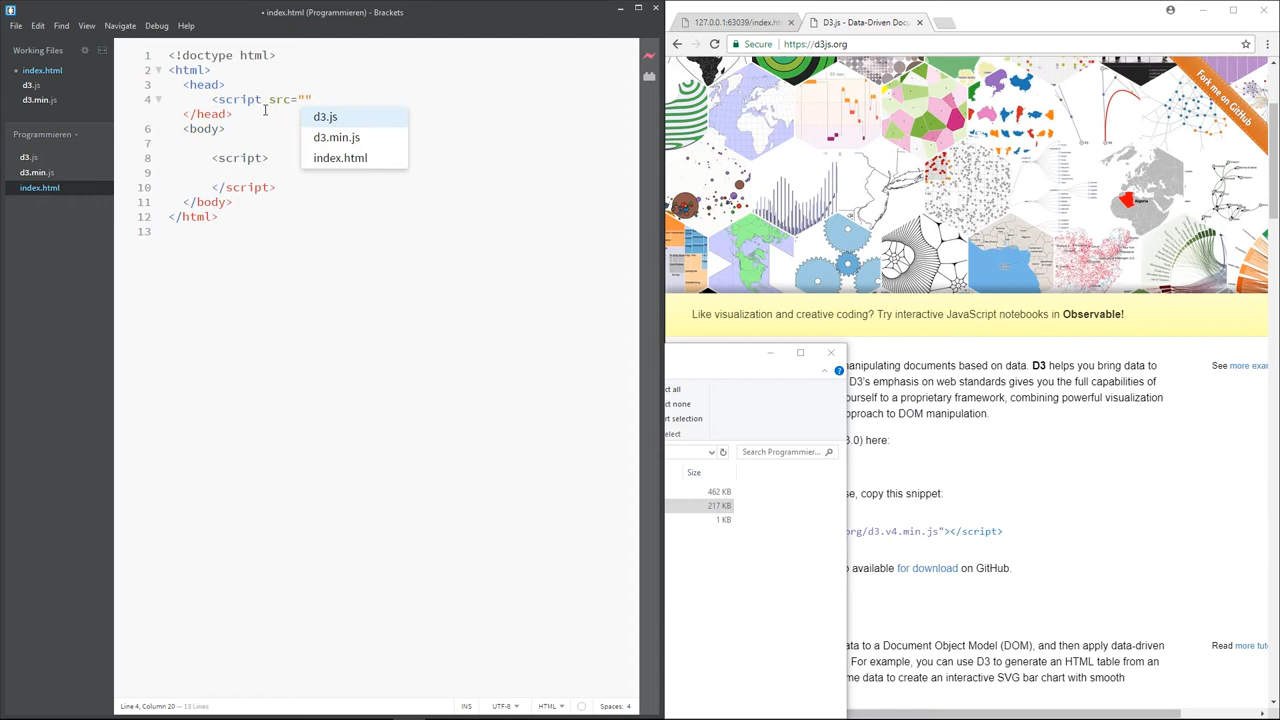 • index.html (Programmieren) - Brackets
File Edit Find View Navigate Debug Help
Working Files
• index.html
d3.js
d3.min.js
Programmieren
d3.js
d3.min.js
index.html
1 <!doctype html>
2 <html>
3 <head>
4 <script src=""
</head>
6 <body>
7
8 <script>
10 </script>
11 </body>
12 </html>
13
d3.js
d3.min.js
index.html
Line 4, Column 20 — 13 Lines
INS UTF-8 HTML Spaces: 4
127.0.0.1:63039/index.ht
D3.js - Data-Driven Docu
Secure https://d3js.org
Fork me on GitHub
Algeria
Like visualization and creative coding? Try interactive JavaScript notebooks in Observable!
anipulating documents based on data. D3 helps you bring data to
D3's emphasis on web standards gives you the full capabilities of
ourself to a proprietary framework, combining powerful visualization
pproach to DOM manipulation.
See more exa
3.0) here:
se, copy this snippet:
org/d3.v4.min.js"></script>
o available for download on GitHub.
ata to a Document Object Model (DOM), and then apply data-driven
For example, you can use D3 to generate an HTML table from an
me data to create an interactive SVG bar chart with smooth
Read more tut
ct all
ct none
rt selection
elect
Search Programmier...
Size
462 KB
217 KB
1 KB